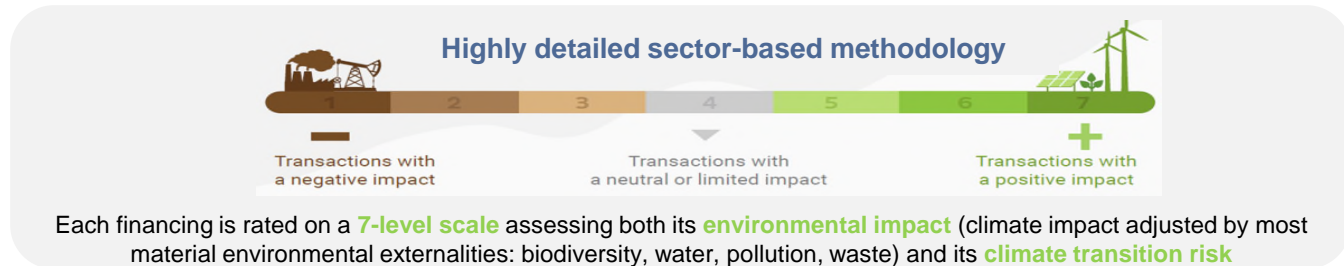 Highly detailed sector-based methodology
1 2 3 4 5 6 7
Transactions with
a negative impact
Transactions with
a neutral or limited impact
Transactions with
a positive impact
Each financing is rated on a 7-level scale assessing both its environmental impact (climate impact adjusted by most
material environmental externalities: biodiversity, water, pollution, waste) and its climate transition risk